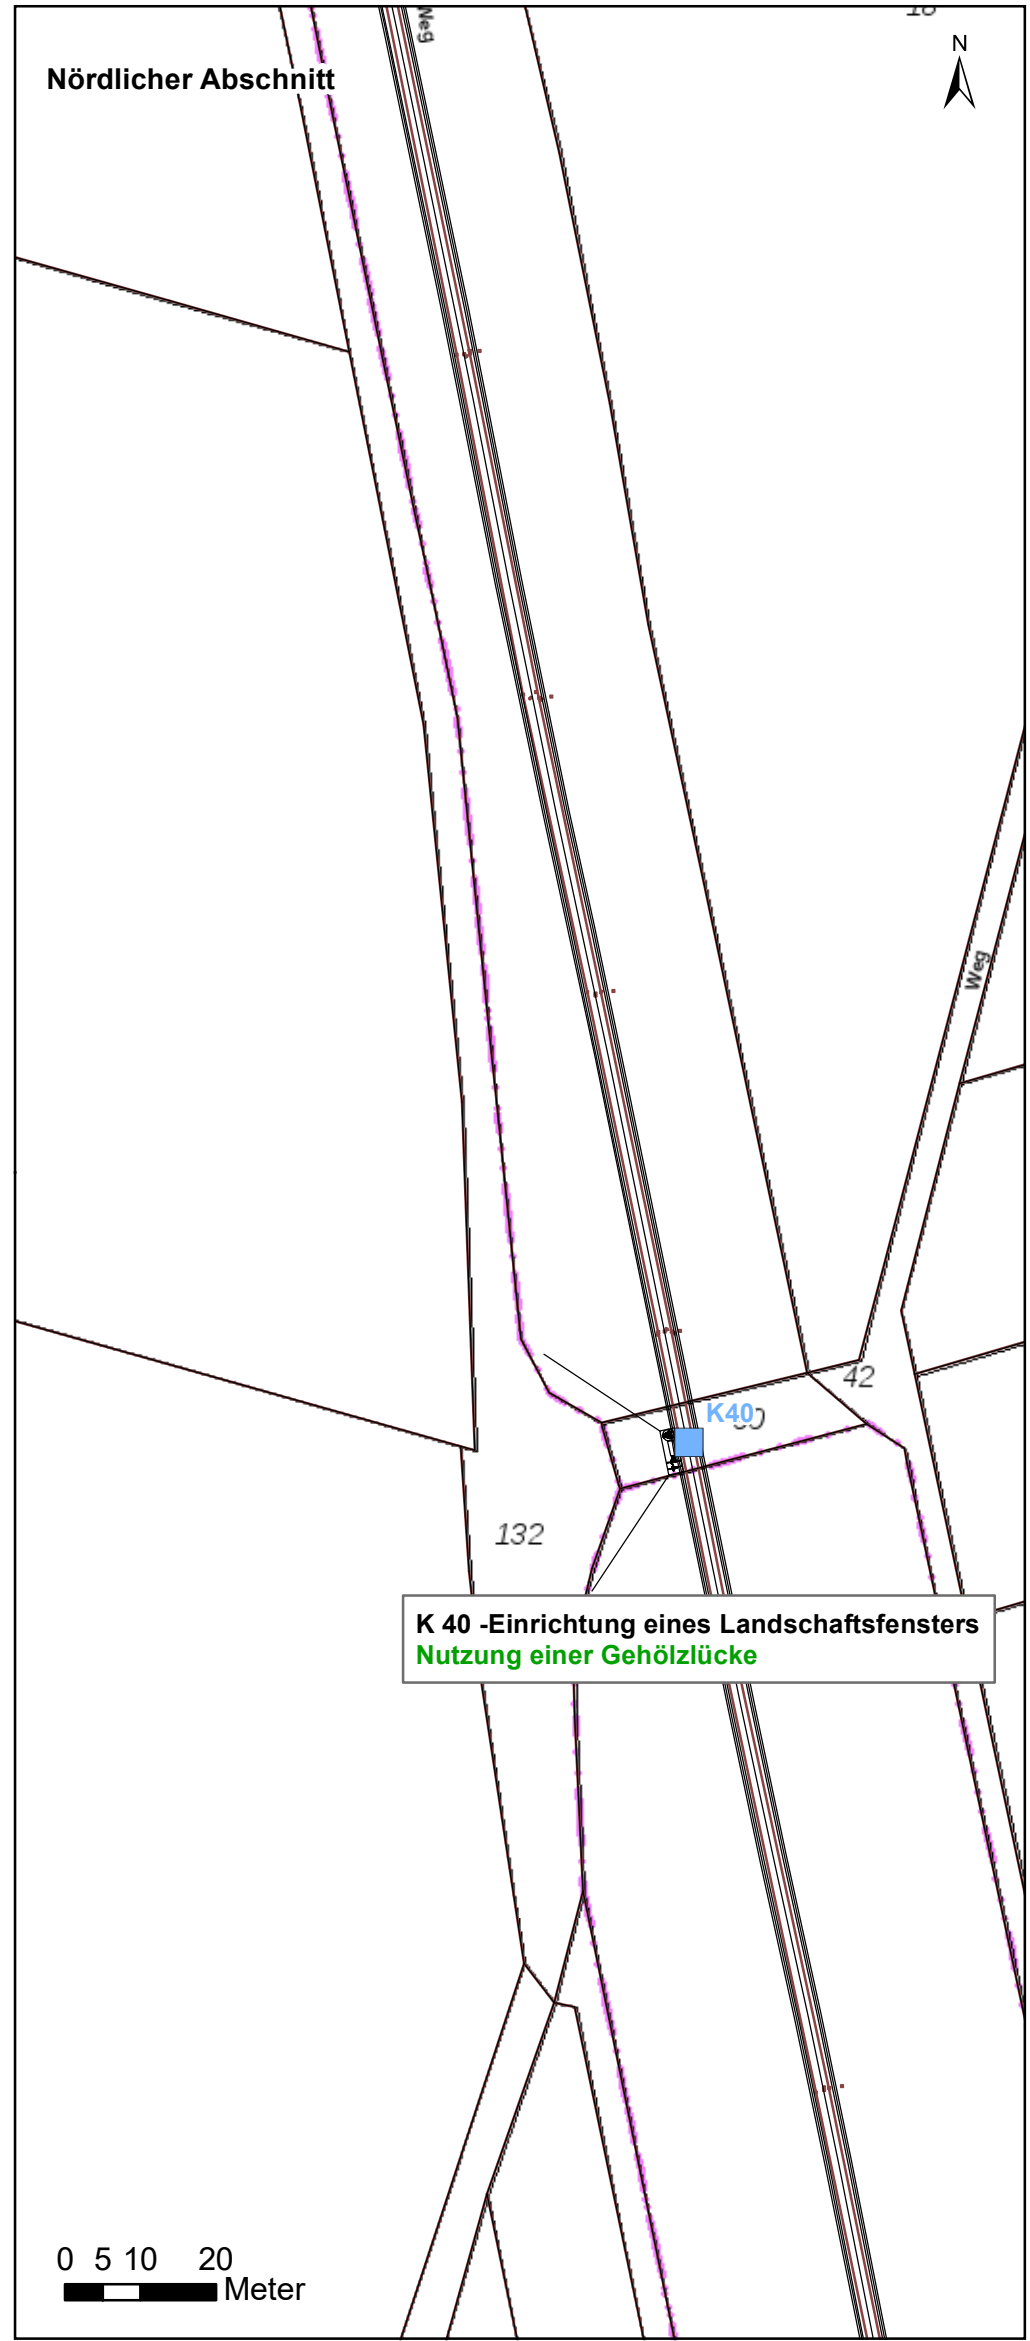 Weg
N
Nördlicher Abschnitt
Weg
42
K40
132
K 40 -Einrichtung eines Landschaftsfensters
Nutzung einer Gehölzlücke
0 5 10 20
Meter